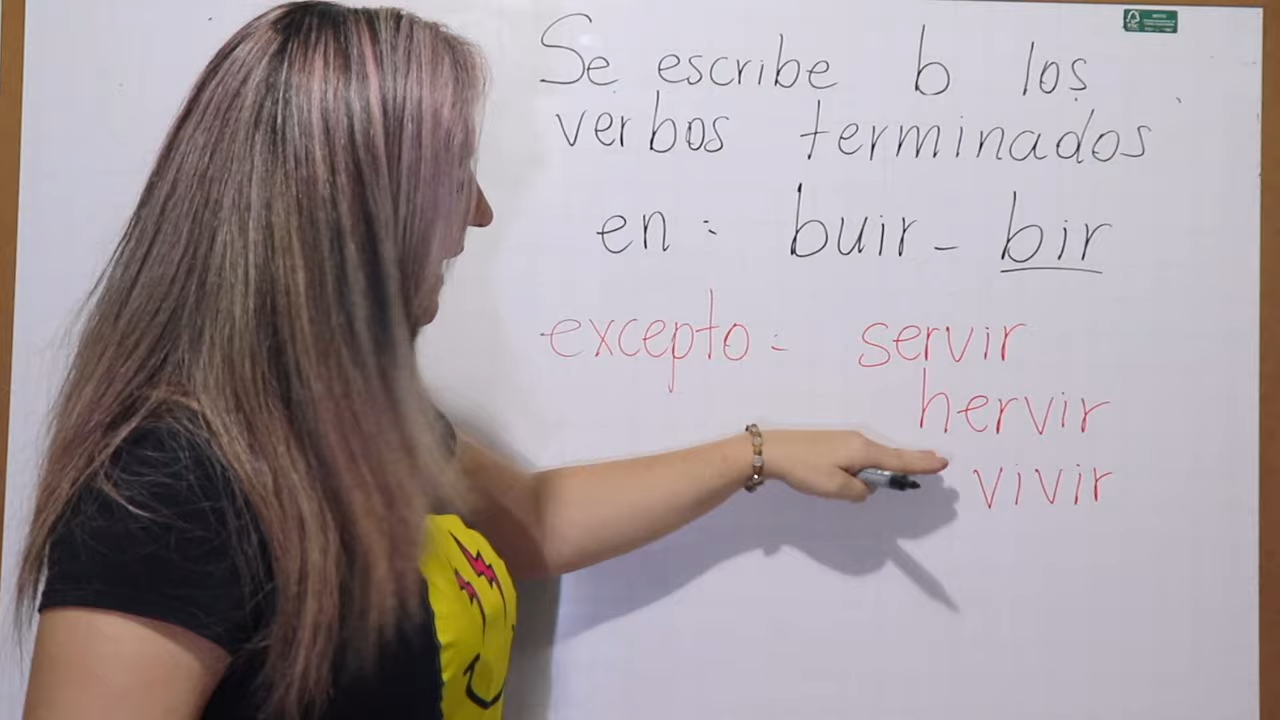 Se escribe b los
verbos terminados
en: buir - bir
excepto: servir
hervir
vivir